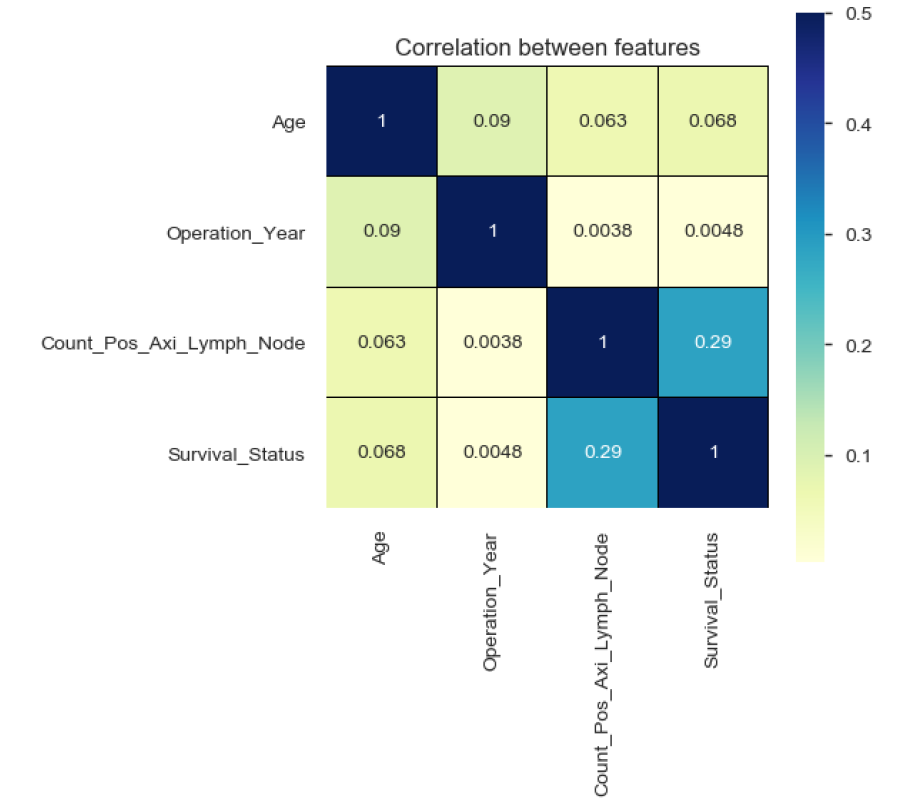 Correlation between features
0.5
0.4
0.3
0.2
0.1
Age 1 0.09 0.063 0.068
Operation_Year 0.09 1 0.0038 0.0048
Count_Pos_Axi_Lymph_Node 0.063 0.0038 1 0.29
Survival_Status 0.068 0.0048 0.29 1
Age
Operation_Year
Count_Pos_Axi_Lymph_Node
Survival_Status